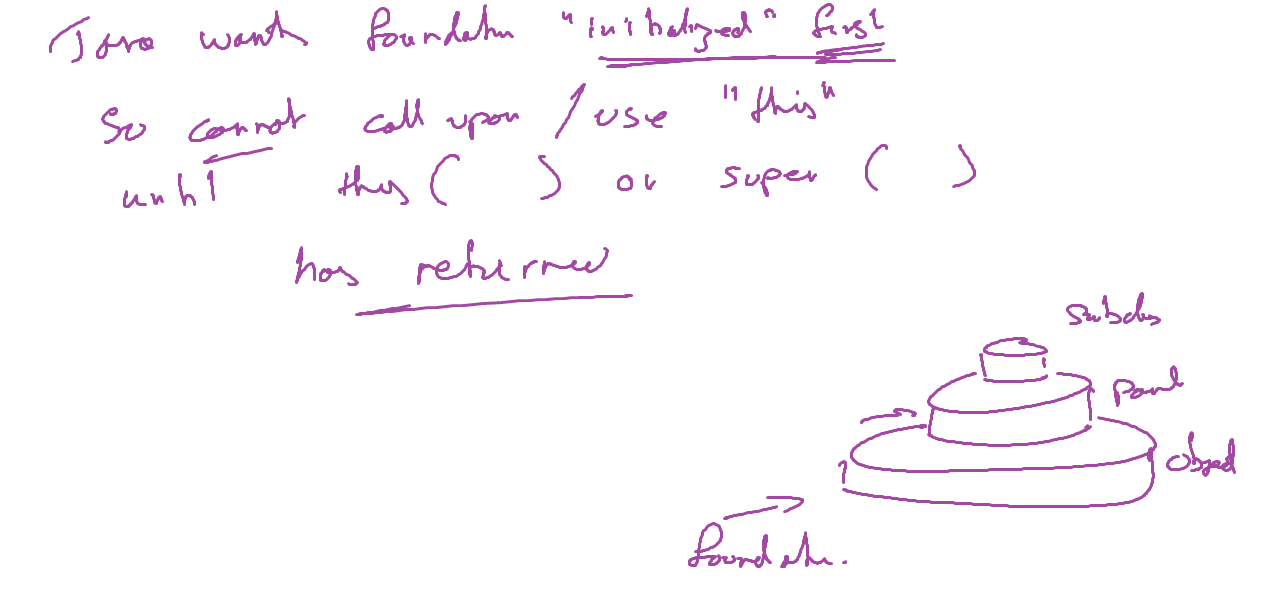 Java wants foundation "initialized" first
So cannot call upon / use "this"
until this( ) or super( )
has returned
subclass
parent
object
foundation.